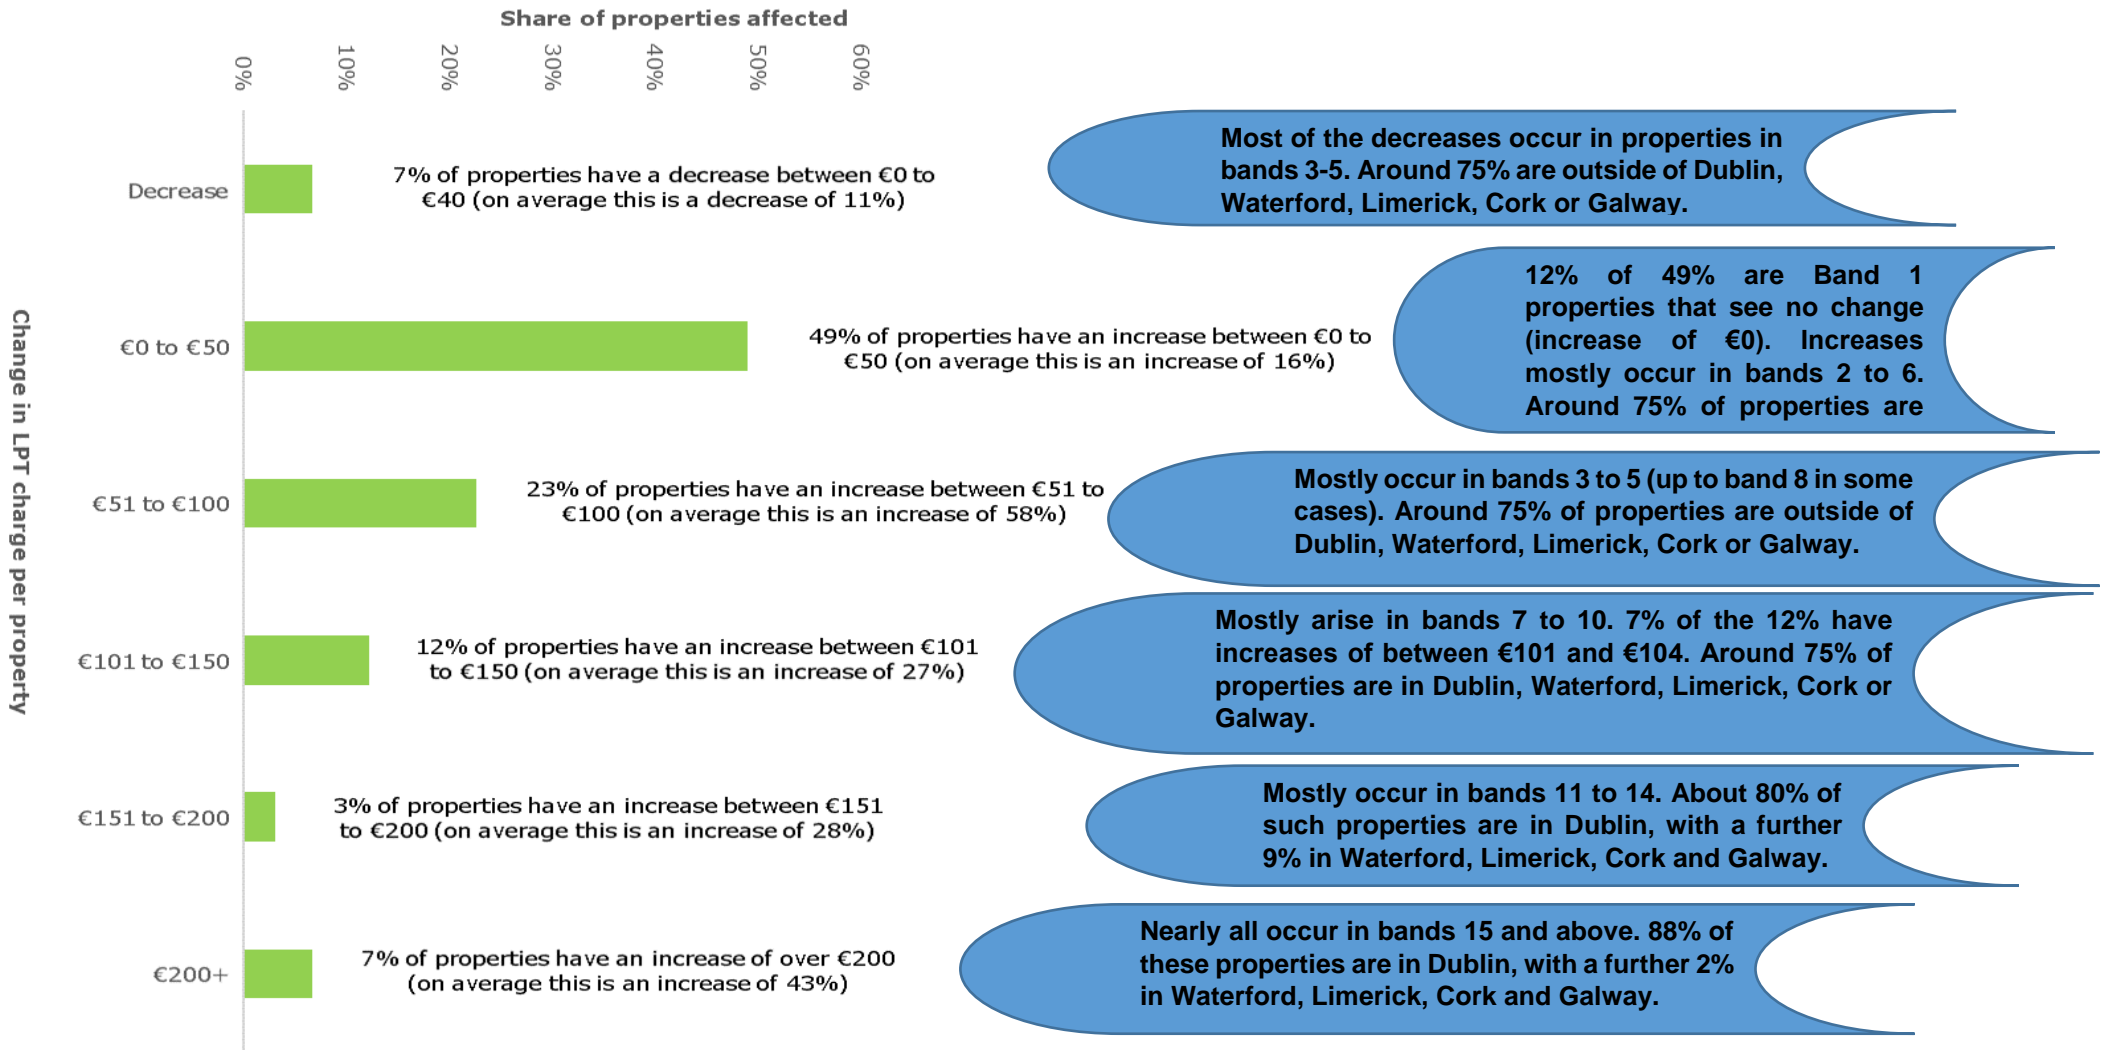 Share of properties affected
0%
10%
20%
30%
40%
50%
60%
Change in LPT charge per property
Decrease
7% of properties have a decrease between €0 to
€40 (on average this is a decrease of 11%)
Most of the decreases occur in properties in
bands 3-5. Around 75% are outside of Dublin,
Waterford, Limerick, Cork or Galway.
€0 to €50
49% of properties have an increase between €0 to
€50 (on average this is an increase of 16%)
12% of 49% are Band 1
properties that see no change
(increase of €0). Increases
mostly occur in bands 2 to 6.
Around 75% of properties are
€51 to €100
23% of properties have an increase between €51 to
€100 (on average this is an increase of 58%)
Mostly occur in bands 3 to 5 (up to band 8 in some
cases). Around 75% of properties are outside of
Dublin, Waterford, Limerick, Cork or Galway.
€101 to €150
12% of properties have an increase between €101
to €150 (on average this is an increase of 27%)
Mostly arise in bands 7 to 10. 7% of the 12% have
increases of between €101 and €104. Around 75% of
properties are in Dublin, Waterford, Limerick, Cork or
Galway.
€151 to €200
3% of properties have an increase between €151
to €200 (on average this is an increase of 28%)
Mostly occur in bands 11 to 14. About 80% of
such properties are in Dublin, with a further
9% in Waterford, Limerick, Cork and Galway.
€200+
7% of properties have an increase of over €200
(on average this is an increase of 43%)
Nearly all occur in bands 15 and above. 88% of
these properties are in Dublin, with a further 2%
in Waterford, Limerick, Cork and Galway.